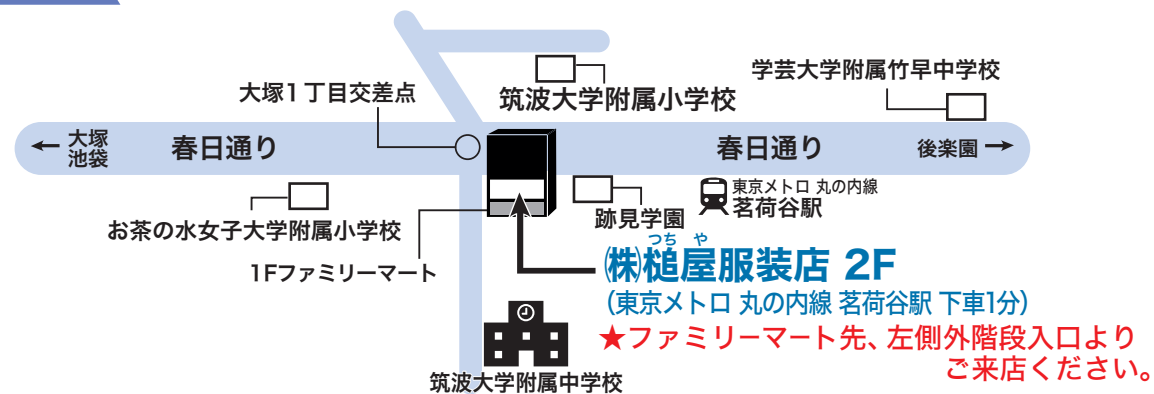 学芸大学附属竹早中学校
大塚1丁目交差点
筑波大学附属小学校
← 大塚
池袋
春日通り
春日通り
後楽園 →
東京メトロ 丸の内線
茗荷谷駅
跡見学園
お茶の水女子大学附属小学校
1Fファミリーマート
つち や
㈱槌屋服装店 2F
（東京メトロ 丸の内線 茗荷谷駅 下車1分）
★ファミリーマート先、左側外階段入口より
ご来店ください。
筑波大学附属中学校